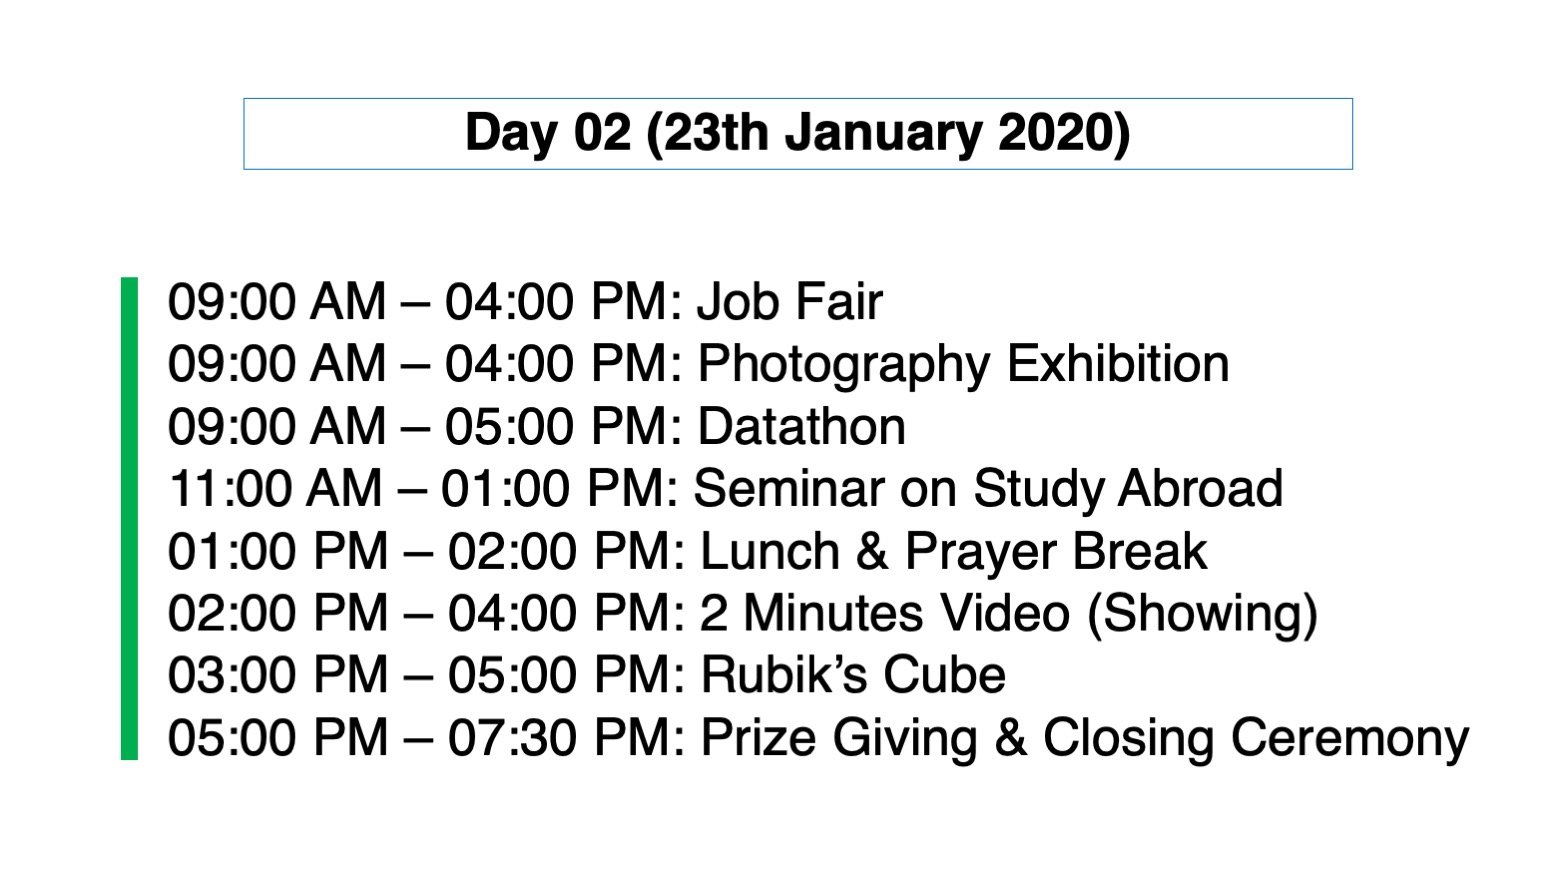 Day 02 (23th January 2020)
09:00 AM – 04:00 PM: Job Fair
09:00 AM – 04:00 PM: Photography Exhibition
09:00 AM – 05:00 PM: Datathon
11:00 AM – 01:00 PM: Seminar on Study Abroad
01:00 PM – 02:00 PM: Lunch & Prayer Break
02:00 PM – 04:00 PM: 2 Minutes Video (Showing)
03:00 PM – 05:00 PM: Rubik’s Cube
05:00 PM – 07:30 PM: Prize Giving & Closing Ceremony